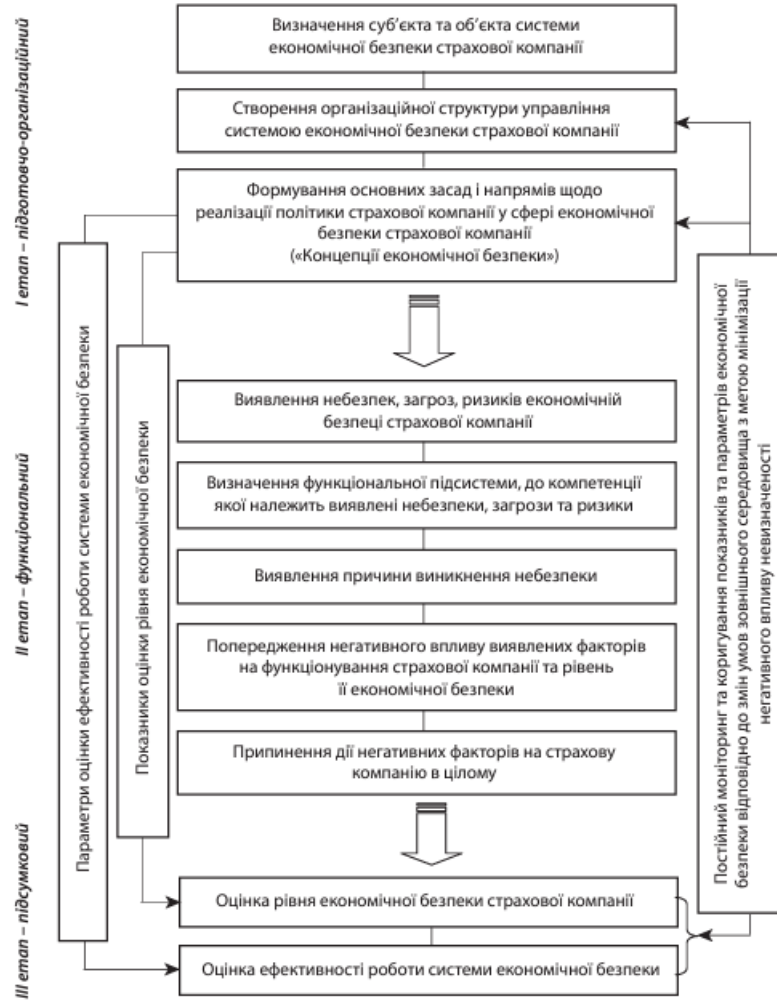 І етап – підготовчо-організаційний
Визначення суб’єкта та об’єкта системи
економічної безпеки страхової компанії
Створення організаційної структури управління
системою економічної безпеки страхової компанії
Формування основних засад і напрямів щодо
реалізації політики страхової компанії у сфері економічної
безпеки страхової компанії
(«Концепції економічної безпеки»)
Параметри оцінки ефективності роботи системи економічної безпеки
Показники оцінки рівня економічної безпеки
ІІ етап – функціональний
Виявлення небезпек, загроз, ризиків економічній
безпеці страхової компанії
Визначення функціональної підсистеми, до компетенції
якої належить виявлені небезпеки, загрози та ризики
Виявлення причини виникнення небезпеки
Попередження негативного впливу виявлених факторів
на функціонування страхової компанії та рівень
її економічної безпеки
Припинення дії негативних факторів на страхову
компанію в цілому
Постійний моніторинг та коригування показників та параметрів економічної
безпеки відповідно до змін умов зовнішнього середовища з метою мінімізації
негативного впливу невизначеності
ІІІ етап – підсумковий
Оцінка рівня економічної безпеки страхової компанії
Оцінка ефективності роботи системи економічної безпеки